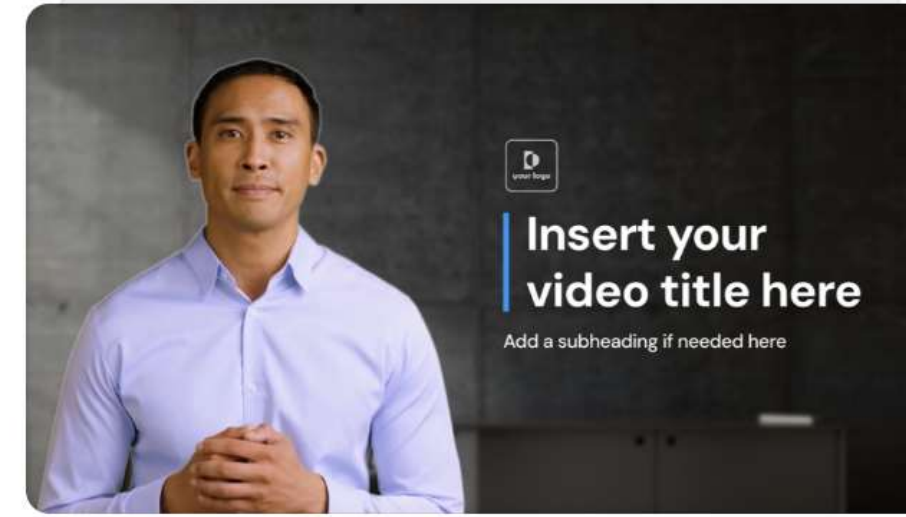 your logo
Insert your
video title here
Add a subheading if needed here